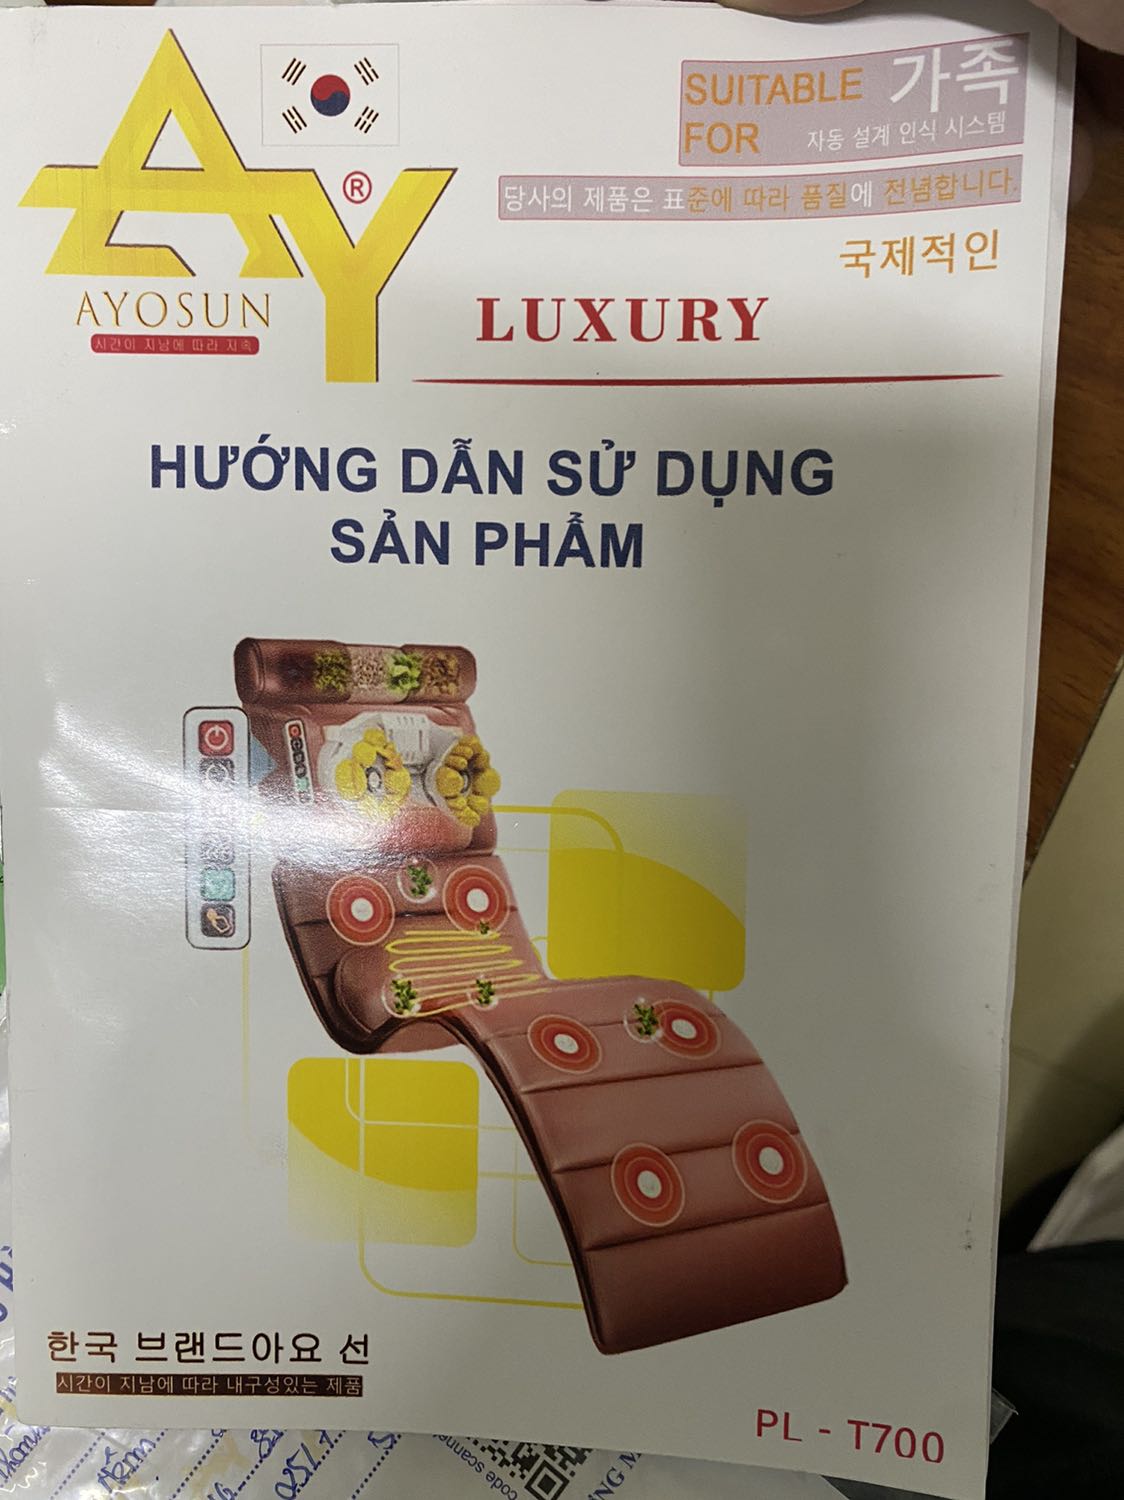 SUITABLE FOR
가족
자동 설계 인식 시스템
당사의 제품은 표준에 따라 품질에 전념합니다.
국제적인
AY®
AYOSUN
시간이 지남에 따라 지속
LUXURY
HƯỚNG DẪN SỬ DỤNG
SẢN PHẨM
한국 브랜드아요 선
시간이 지남에 따라 내구성있는 제품
PL - T700
code scanner